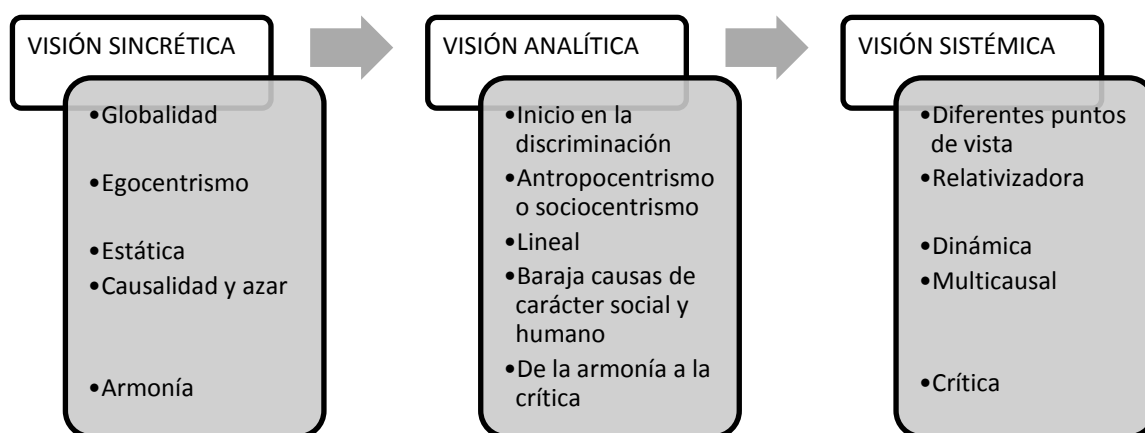 VISIÓN SINCRÉTICA
•Globalidad
•Egocentrismo
•Estática
•Causalidad y azar
•Armonía
VISIÓN ANALÍTICA
•Inicio en la
discriminación
•Antropocentrismo
o sociocentrismo
•Lineal
•Baraja causas de
carácter social y
humano
•De la armonía a la
crítica
VISIÓN SISTÉMICA
•Diferentes puntos
de vista
•Relativizadora
•Dinámica
•Multicausal
•Crítica